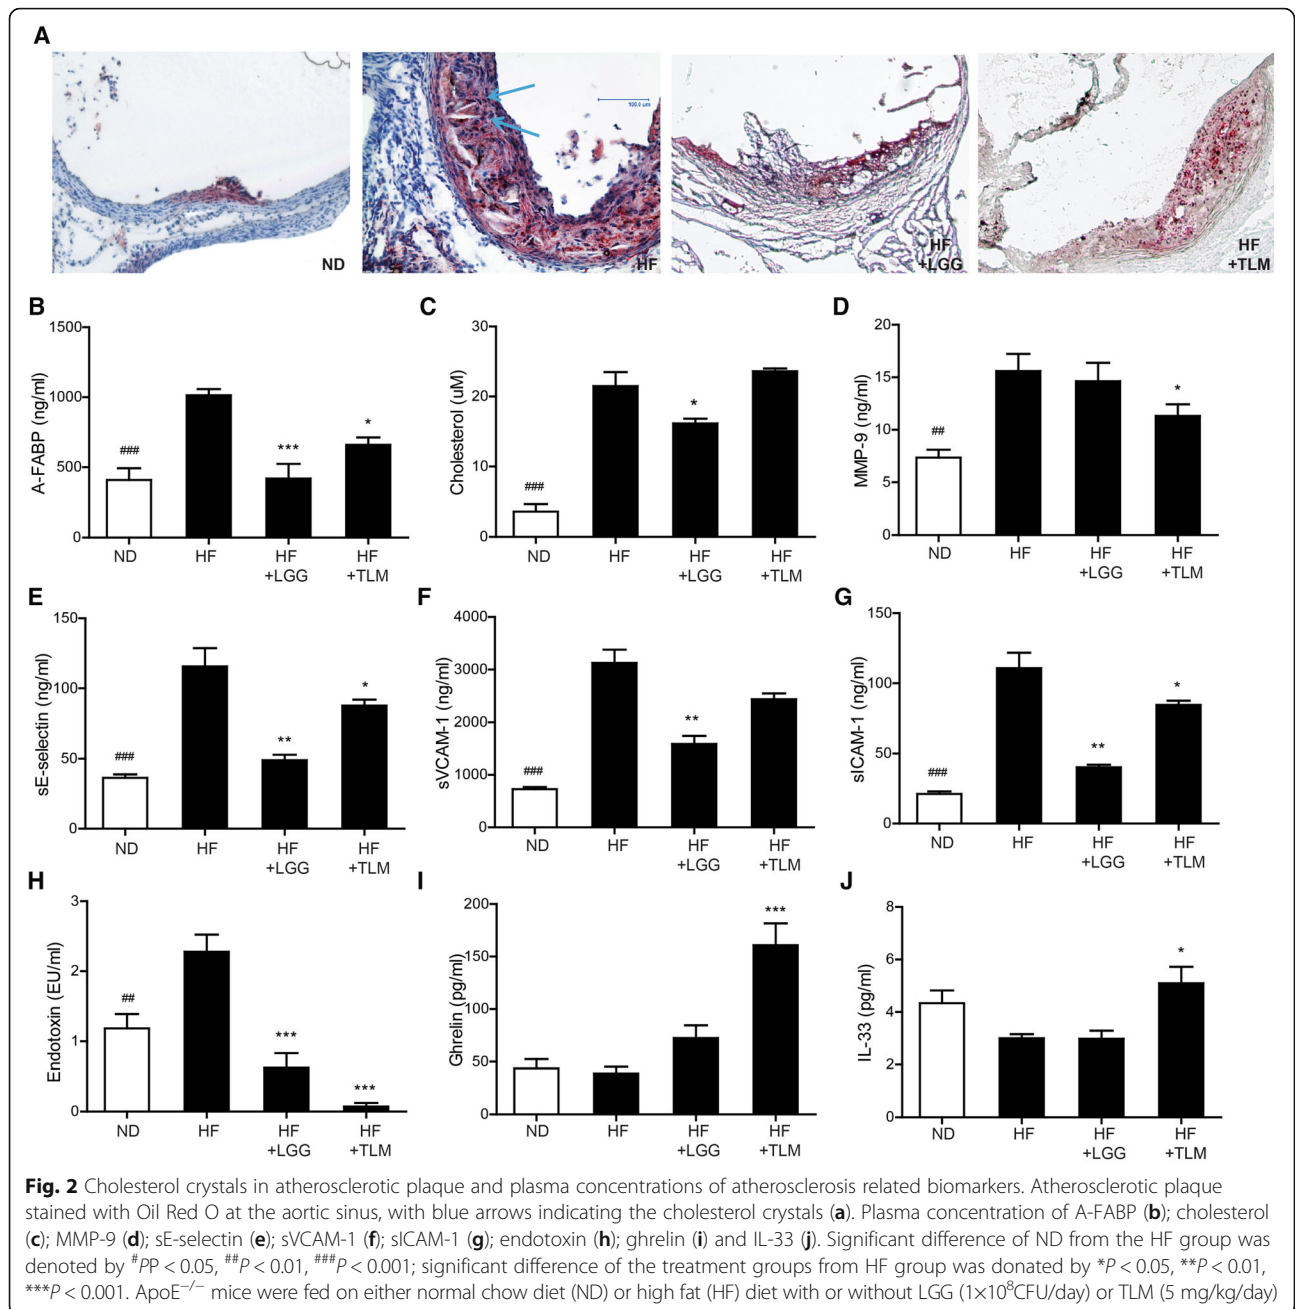 A
100.0 um
ND
HF
HF
+LGG
HF
+TLM
B
A-FABP (ng/ml)
1500
1000
500
0
###
***
*
ND
HF
HF
+LGG
HF
+TLM
C
Cholesterol (uM)
30
20
10
0
###
*
ND
HF
HF
+LGG
HF
+TLM
D
MMP-9 (ng/ml)
20
15
10
5
0
##
*
ND
HF
HF
+LGG
HF
+TLM
E
sE-selectin (ng/ml)
150
100
50
0
###
**
*
ND
HF
HF
+LGG
HF
+TLM
F
sVCAM-1 (ng/ml)
4000
3000
2000
1000
0
###
**
ND
HF
HF
+LGG
HF
+TLM
G
sICAM-1 (ng/ml)
150
100
50
0
###
**
*
ND
HF
HF
+LGG
HF
+TLM
H
Endotoxin (EU/ml)
3
2
1
0
##
***
***
ND
HF
HF
+LGG
HF
+TLM
I
Ghrelin (pg/ml)
200
150
100
50
0
***
ND
HF
HF
+LGG
HF
+TLM
J
IL-33 (pg/ml)
8
6
4
2
0
*
ND
HF
HF
+LGG
HF
+TLM
Fig. 2 Cholesterol crystals in atherosclerotic plaque and plasma concentrations of atherosclerosis related biomarkers. Atherosclerotic plaque
stained with Oil Red O at the aortic sinus, with blue arrows indicating the cholesterol crystals (a). Plasma concentration of A-FABP (b); cholesterol
(c); MMP-9 (d); sE-selectin (e); sVCAM-1 (f); sICAM-1 (g); endotoxin (h); ghrelin (i) and IL-33 (j). Significant difference of ND from the HF group was
denoted by #PP < 0.05, ##P < 0.01, ###P < 0.001; significant difference of the treatment groups from HF group was donated by *P < 0.05, **P < 0.01,
***P < 0.001. ApoE−/− mice were fed on either normal chow diet (ND) or high fat (HF) diet with or without LGG (1×10⁸CFU/day) or TLM (5 mg/kg/day)